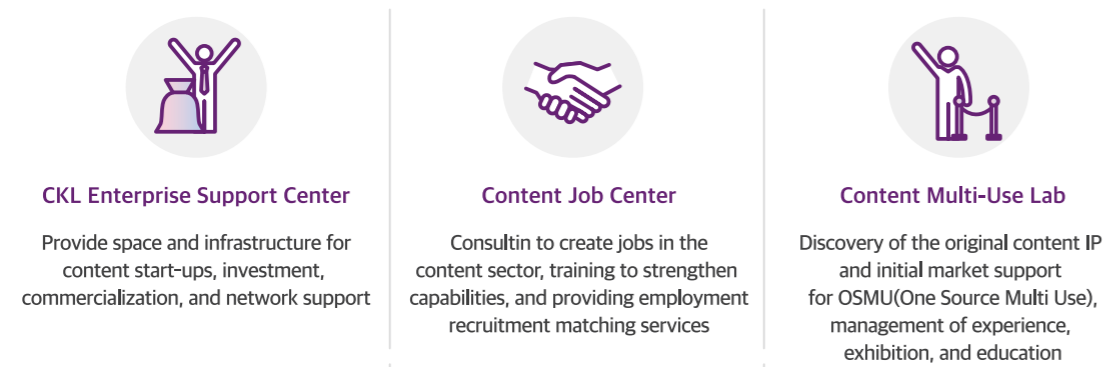 CKL Enterprise Support Center
Provide space and infrastructure for
content start-ups, investment,
commercialization, and network support
Content Job Center
Consultin to create jobs in the
content sector, training to strengthen
capabilities, and providing employment
recruitment matching services
Content Multi-Use Lab
Discovery of the original content IP
and initial market support
for OSMU(One Source Multi Use),
management of experience,
exhibition, and education